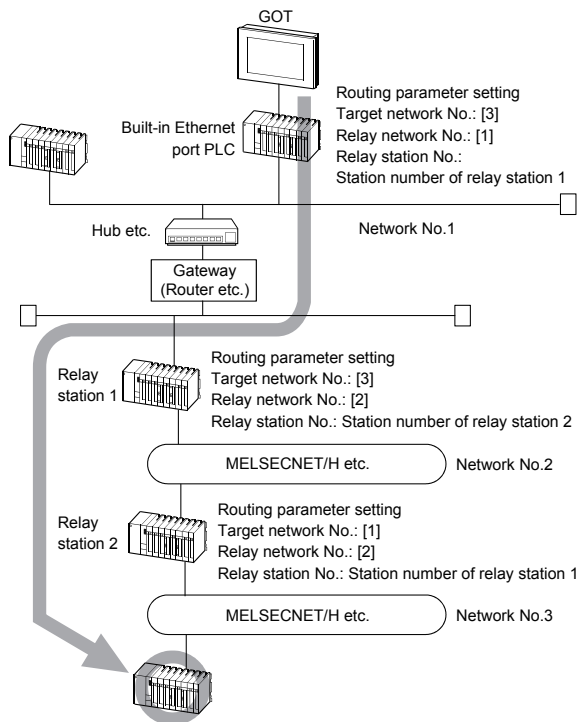 GOT
Routing parameter setting
Target network No.: [3]
Relay network No.: [1]
Relay station No.:
Station number of relay station 1
Built-in Ethernet
port PLC
Hub etc.
Network No.1
Gateway
(Router etc.)
Relay
station 1
Routing parameter setting
Target network No.: [3]
Relay network No.: [2]
Relay station No.: Station number of relay station 2
MELSECNET/H etc.
Network No.2
Relay
station 2
Routing parameter setting
Target network No.: [1]
Relay network No.: [2]
Relay station No.: Station number of relay station 1
MELSECNET/H etc.
Network No.3